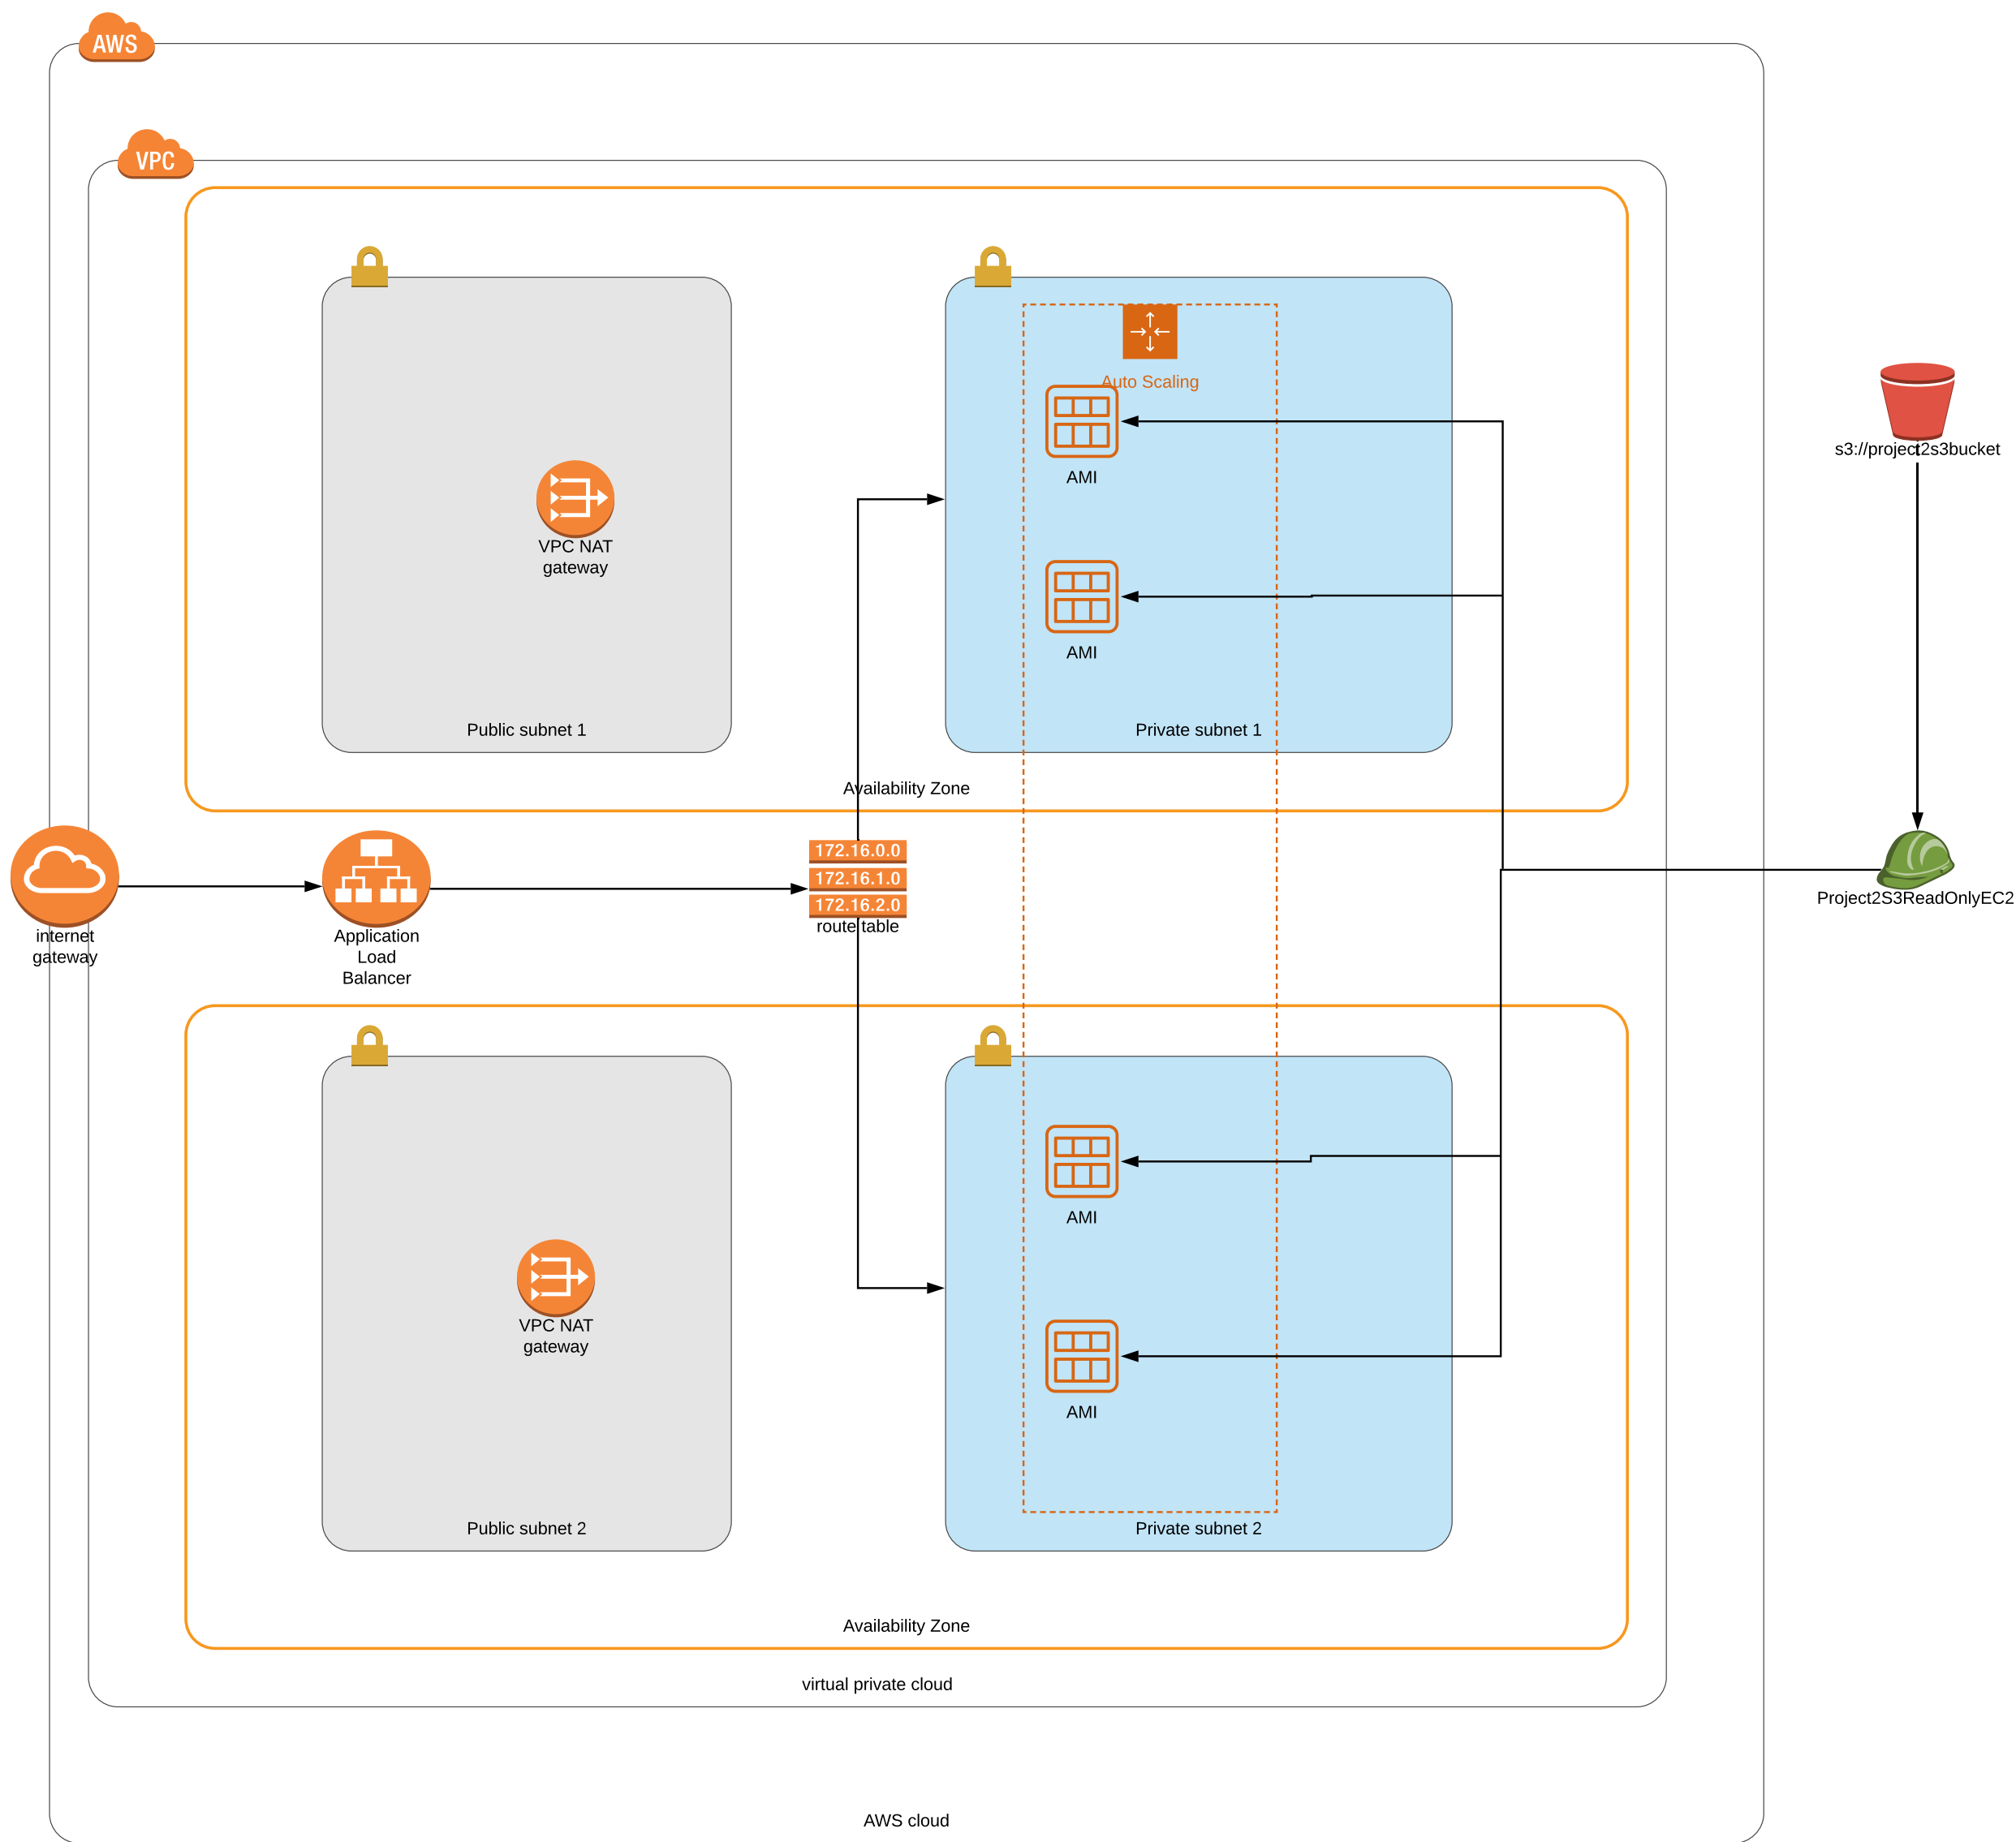 AWS
VPC
Auto Scaling
s3://project2s3bucket
AMI
VPC NAT
gateway
AMI
Public subnet 1
Private subnet 1
Availability Zone
172.16.0.0
172.16.1.0
172.16.2.0
route table
Project2S3ReadOnlyEC2
internet
gateway
Application
Load
Balancer
AMI
VPC NAT
gateway
AMI
Public subnet 2
Private subnet 2
Availability Zone
virtual private cloud
AWS cloud